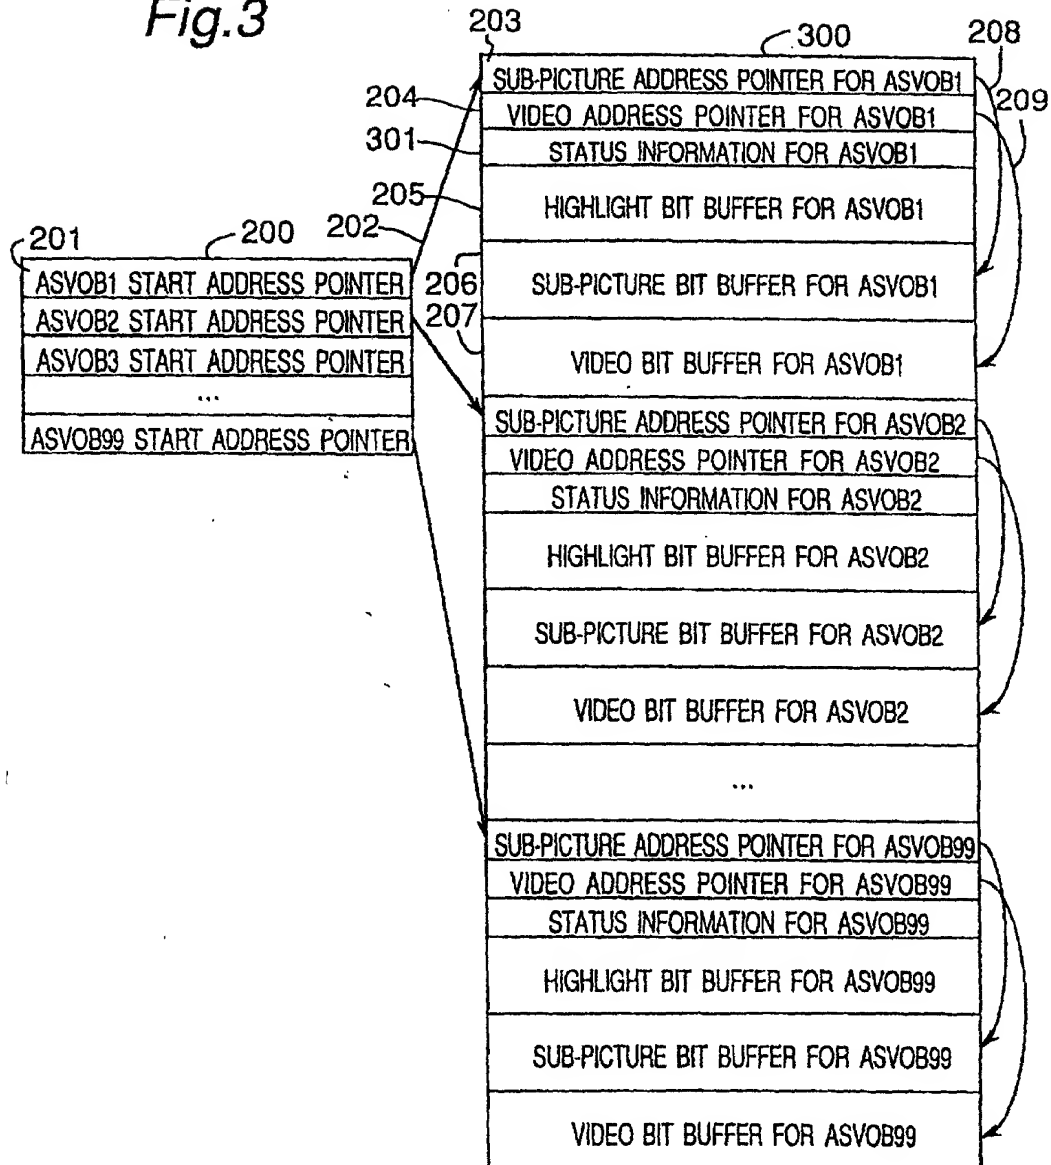 Fig.3
203
300
208
SUB-PICTURE ADDRESS POINTER FOR ASVOB1
204
VIDEO ADDRESS POINTER FOR ASVOB1
209
301
STATUS INFORMATION FOR ASVOB1
205
HIGHLIGHT BIT BUFFER FOR ASVOB1
201
200
202
ASVOB1 START ADDRESS POINTER
206
SUB-PICTURE BIT BUFFER FOR ASVOB1
ASVOB2 START ADDRESS POINTER
207
ASVOB3 START ADDRESS POINTER
VIDEO BIT BUFFER FOR ASVOB1
...
ASVOB99 START ADDRESS POINTER
SUB-PICTURE ADDRESS POINTER FOR ASVOB2
VIDEO ADDRESS POINTER FOR ASVOB2
STATUS INFORMATION FOR ASVOB2
HIGHLIGHT BIT BUFFER FOR ASVOB2
SUB-PICTURE BIT BUFFER FOR ASVOB2
VIDEO BIT BUFFER FOR ASVOB2
...
SUB-PICTURE ADDRESS POINTER FOR ASVOB99
VIDEO ADDRESS POINTER FOR ASVOB99
STATUS INFORMATION FOR ASVOB99
HIGHLIGHT BIT BUFFER FOR ASVOB99
SUB-PICTURE BIT BUFFER FOR ASVOB99
VIDEO BIT BUFFER FOR ASVOB99